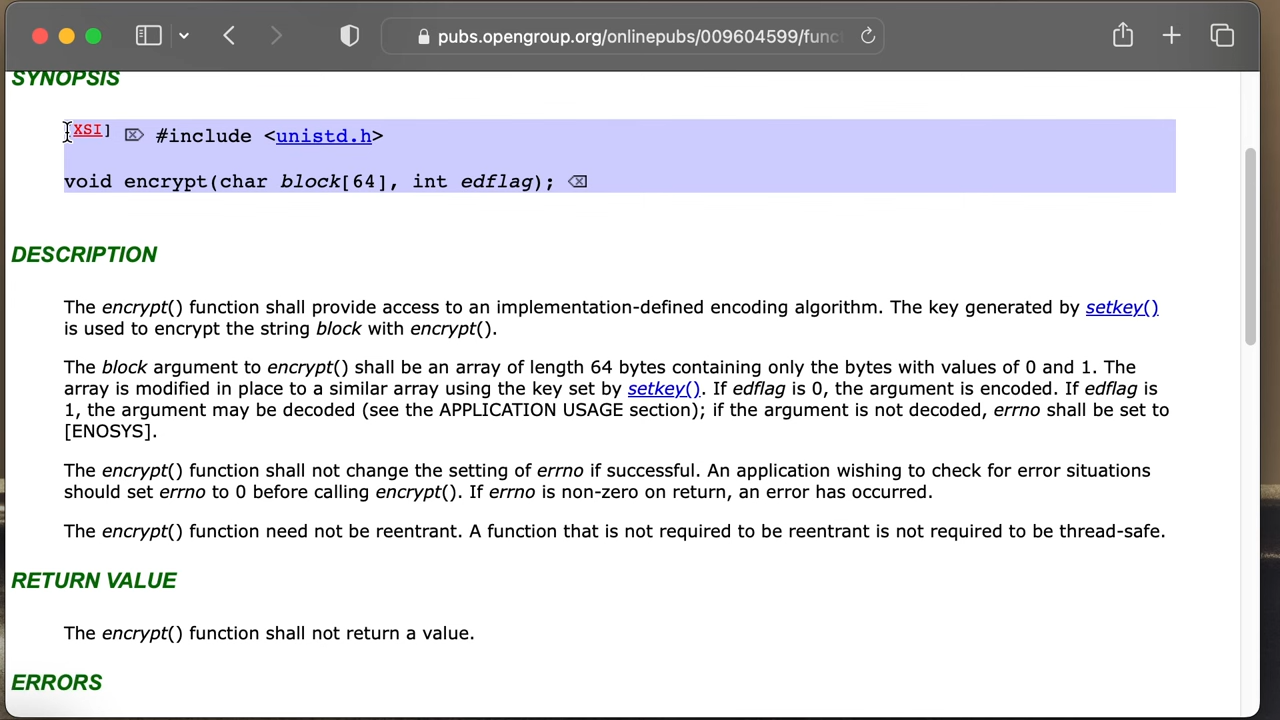 pubs.opengroup.org/onlinepubs/009604599/func
SYNOPSIS
[XSI] ⌦ #include <unistd.h>
void encrypt(char block[64], int edflag); ⌫
DESCRIPTION
The encrypt() function shall provide access to an implementation-defined encoding algorithm. The key generated by setkey()
is used to encrypt the string block with encrypt().
The block argument to encrypt() shall be an array of length 64 bytes containing only the bytes with values of 0 and 1. The
array is modified in place to a similar array using the key set by setkey(). If edflag is 0, the argument is encoded. If edflag is
1, the argument may be decoded (see the APPLICATION USAGE section); if the argument is not decoded, errno shall be set to
[ENOSYS].
The encrypt() function shall not change the setting of errno if successful. An application wishing to check for error situations
should set errno to 0 before calling encrypt(). If errno is non-zero on return, an error has occurred.
The encrypt() function need not be reentrant. A function that is not required to be reentrant is not required to be thread-safe.
RETURN VALUE
The encrypt() function shall not return a value.
ERRORS